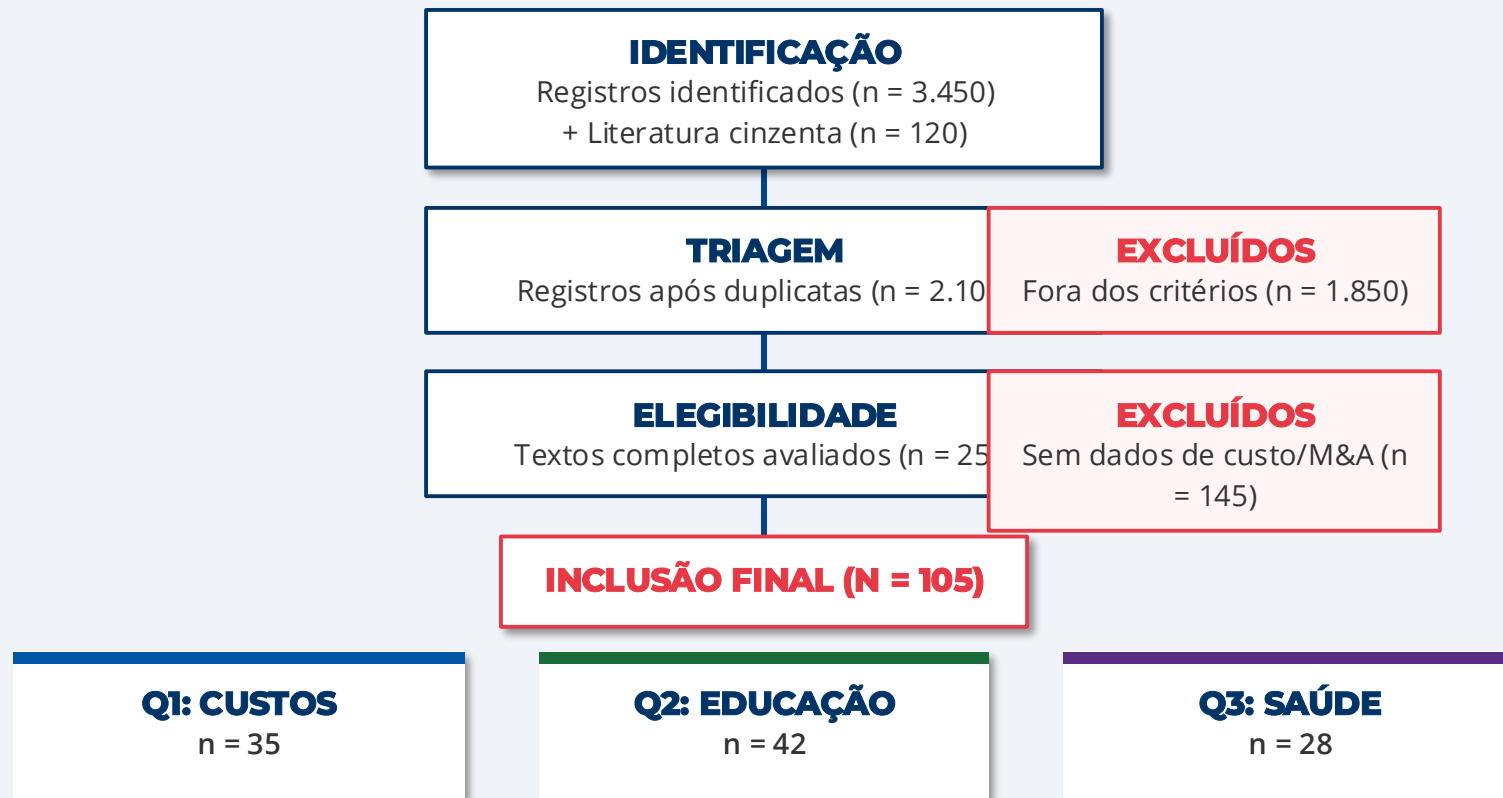 IDENTIFICAÇÃO
Registros identificados (n = 3.450)
+ Literatura cinzenta (n = 120)
TRIAGEM
Registros após duplicatas (n = 2.10
EXCLUÍDOS
Fora dos critérios (n = 1.850)
ELEGIBILIDADE
Textos completos avaliados (n = 25
EXCLUÍDOS
Sem dados de custo/M&A (n
= 145)
INCLUSÃO FINAL (N = 105)
Q1: CUSTOS
n = 35
Q2: EDUCAÇÃO
n = 42
Q3: SAÚDE
n = 28